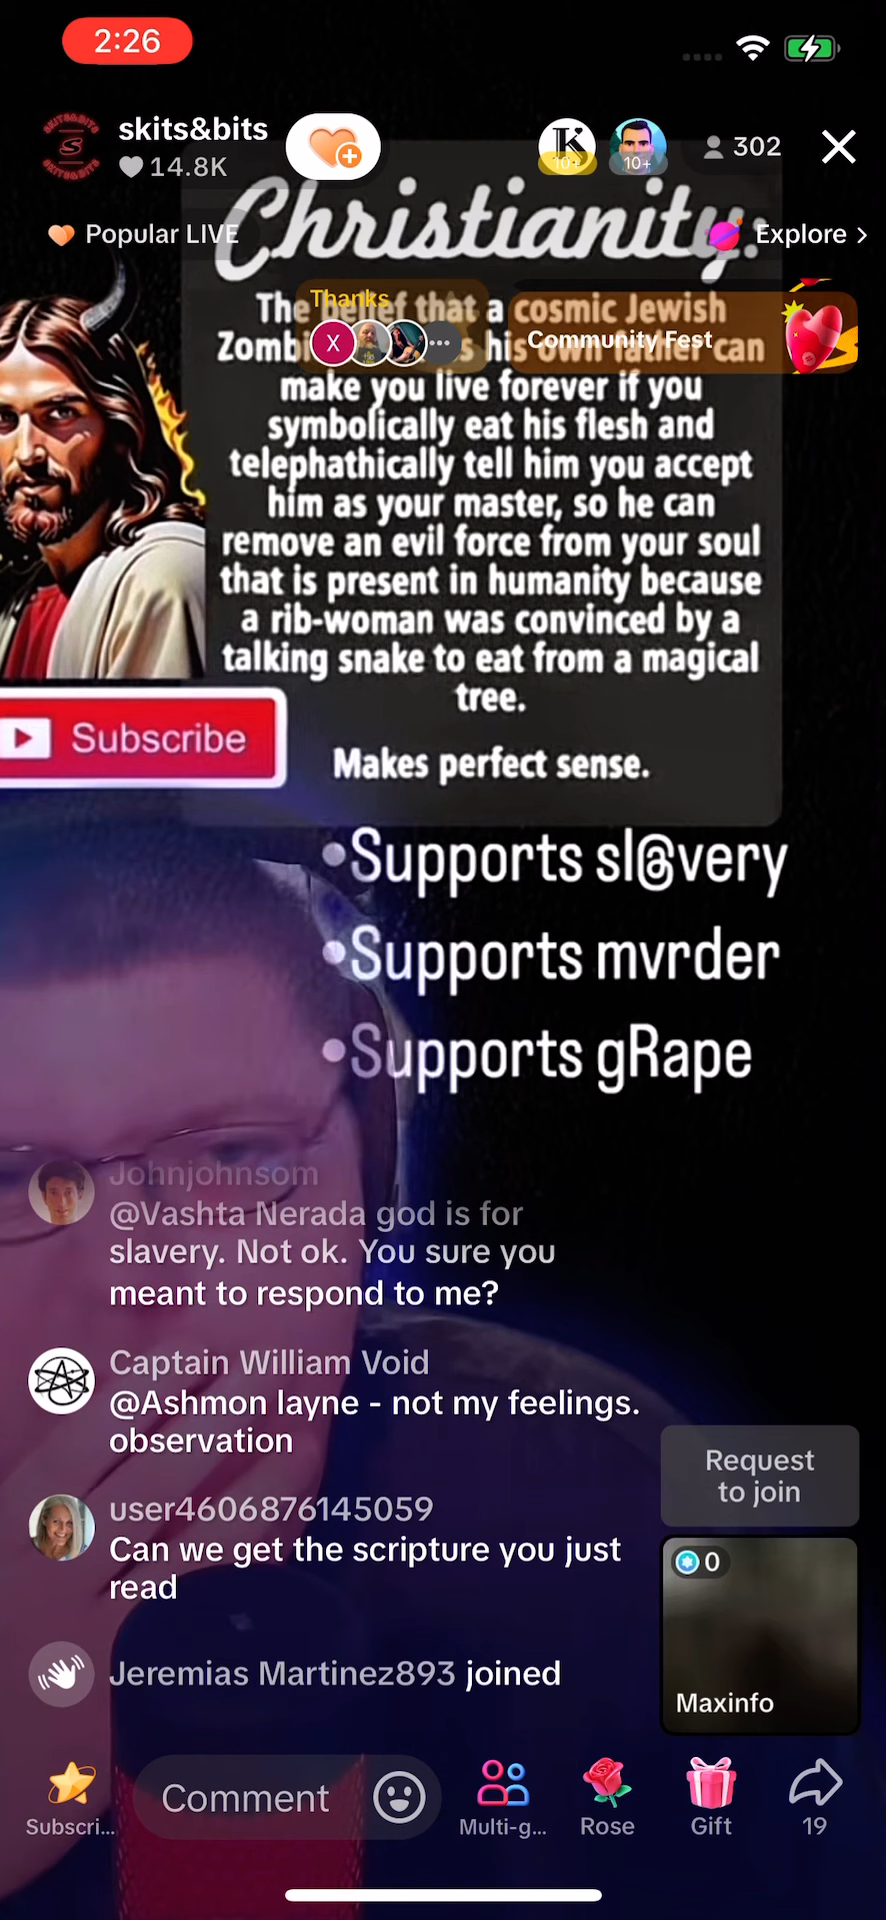 2:26
skits&bits
14.8K
10+
10+
302
Popular LIVE
Explore >
Christianity:
The belief that a cosmic Jewish
Thanks
Community Fest
his own father can
make you live forever if you
symbolically eat his flesh and
telephathically tell him you accept
him as your master, so he can
remove an evil force from your soul
that is present in humanity because
a rib-woman was convinced by a
talking snake to eat from a magical
tree.
Makes perfect sense.
Subscribe
•Supports sl@very
•Supports mvrder
•Supports gRape
Johnjohnsom
@Vashta Nerada god is for
slavery. Not ok. You sure you
meant to respond to me?
Captain William Void
@Ashmon layne - not my feelings.
observation
user4606876145059
Can we get the scripture you just
read
Jeremias Martinez893 joined
Request
to join
0
Maxinfo
Subscri...
Comment
Multi-g...
Rose
Gift
19